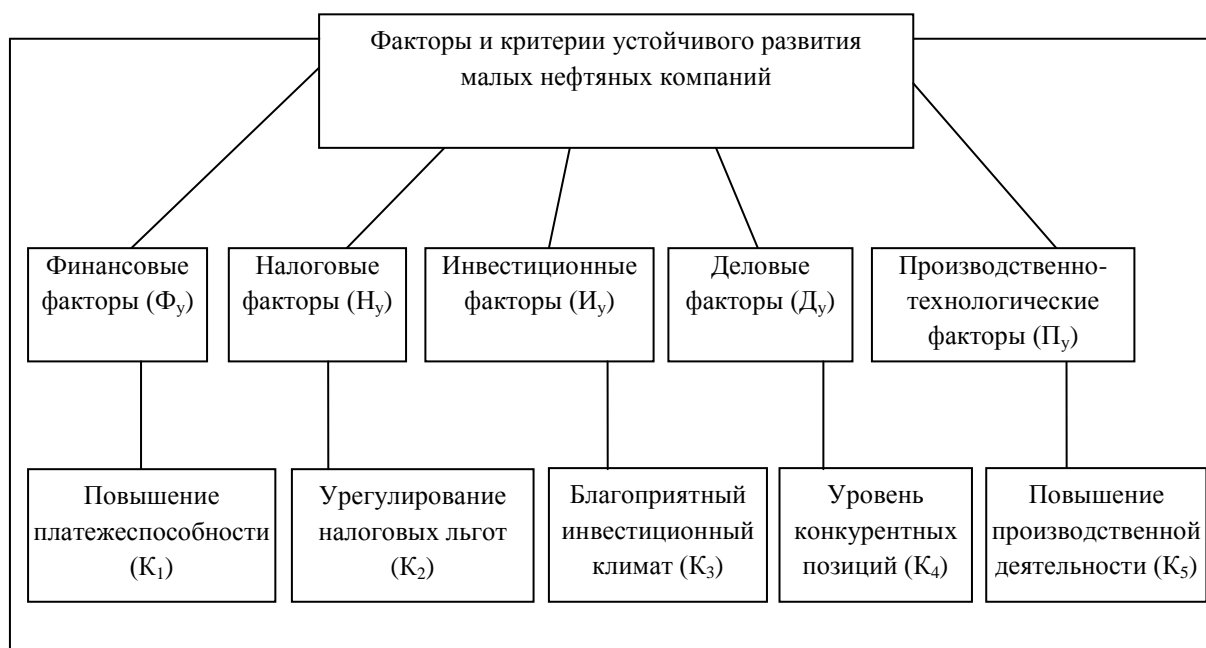 Факторы и критерии устойчивого развития
малых нефтяных компаний
Финансовые
факторы (Фу)
Налоговые
факторы (Ну)
Инвестиционные
факторы (Иу)
Деловые
факторы (Ду)
Производственно-
технологические
факторы (Пу)
Повышение
платежеспособности
(К1)
Урегулирование
налоговых льгот
(К2)
Благоприятный
инвестиционный
климат (К3)
Уровень
конкурентных
позиций (К4)
Повышение
производственной
деятельности (К5)